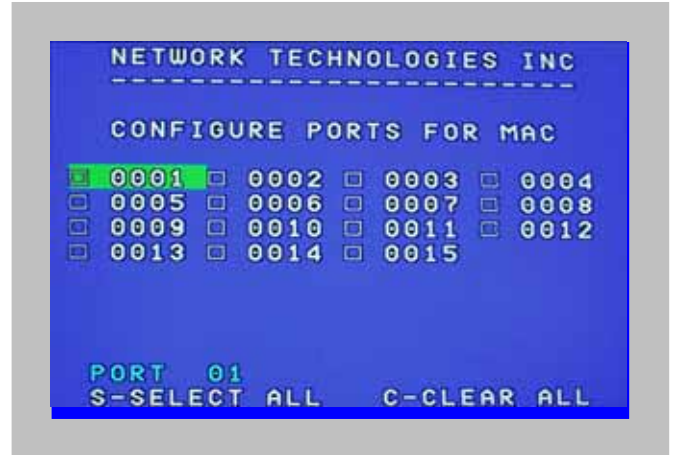 NETWORK TECHNOLOGIES INC
---------------------------
CONFIGURE PORTS FOR MAC
0001 0002 0003 0004
0005 0006 0007 0008
0009 0010 0011 0012
0013 0014 0015
PORT 01
S-SELECT ALL C-CLEAR ALL